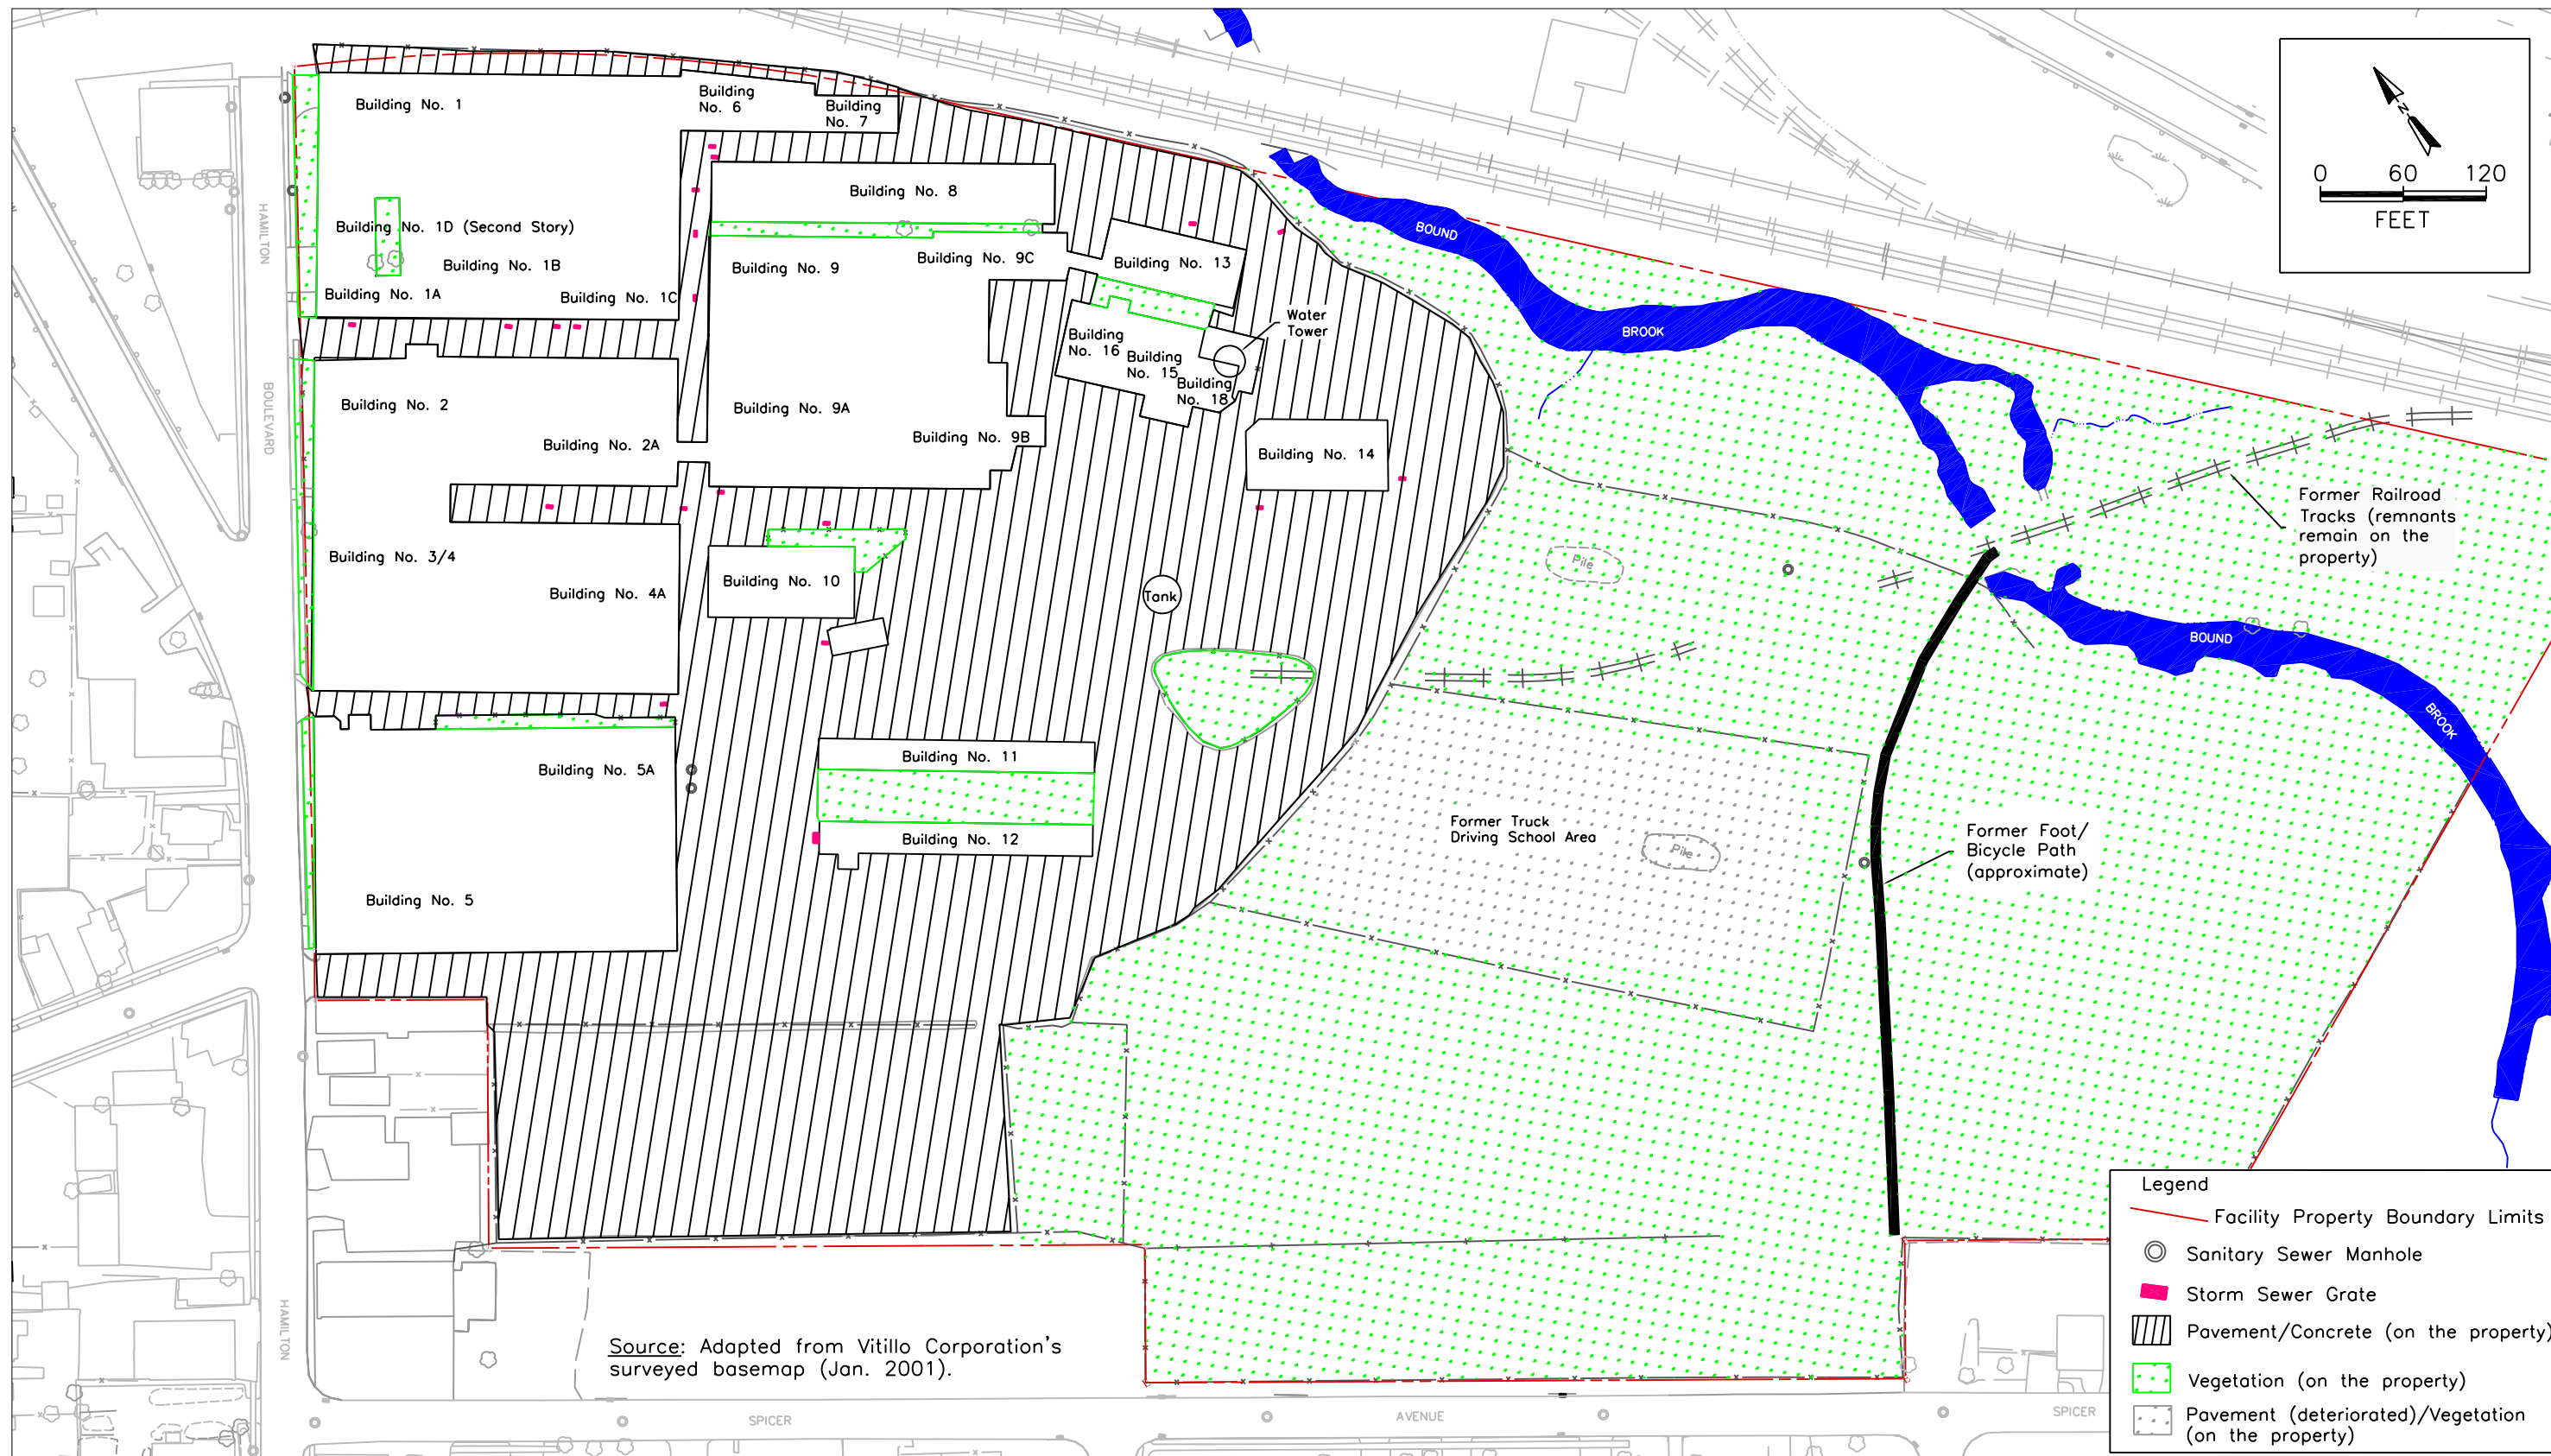 Building No. 1
Building
No. 6
Building
No. 7
Building No. 8
Building No. 1D (Second Story)
Building No. 1B
Building No. 1A
Building No. 1C
Building No. 9
Building No. 9C
Building No. 13
Water
Tower
Building
No. 16
Building
No. 15
Building
No. 18
Building No. 2
Building No. 2A
Building No. 9A
Building No. 9B
Building No. 14
Building No. 3/4
Building No. 4A
Building No. 10
Tank
Building No. 5A
Building No. 5
Building No. 11
Building No. 12
HAMILTON
BOULEVARD
HAMILTON
BOUND
BROOK
BOUND
BROOK
Pile
Pile
Former Truck
Driving School Area
Former Railroad
Tracks (remnants
remain on the
property)
Former Foot/
Bicycle Path
(approximate)
N
0 60 120
FEET
Source: Adapted from Vitillo Corporation's
surveyed basemap (Jan. 2001).
SPICER
AVENUE
SPICER
Legend
Facility Property Boundary Limits
Sanitary Sewer Manhole
Storm Sewer Grate
Pavement/Concrete (on the property)
Vegetation (on the property)
Pavement (deteriorated)/Vegetation
(on the property)